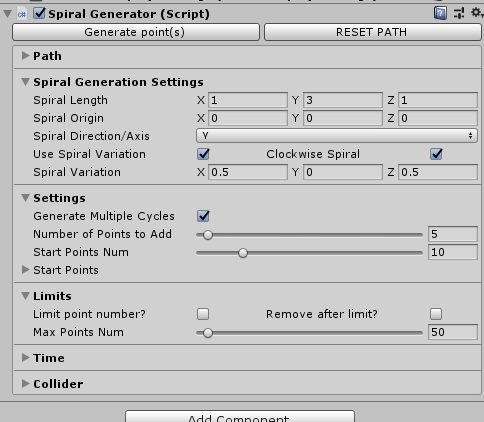 Spiral Generator (Script)
Generate point(s) RESET PATH
Path
Spiral Generation Settings
Spiral Length X 1 Y 3 Z 1
Spiral Origin X 0 Y 0 Z 0
Spiral Direction/Axis Y
Use Spiral Variation Clockwise Spiral
Spiral Variation X 0.5 Y 0 Z 0.5
Settings
Generate Multiple Cycles
Number of Points to Add 5
Start Points Num 10
Start Points
Limits
Limit point number? Remove after limit?
Max Points Num 50
Time
Collider
Add Component